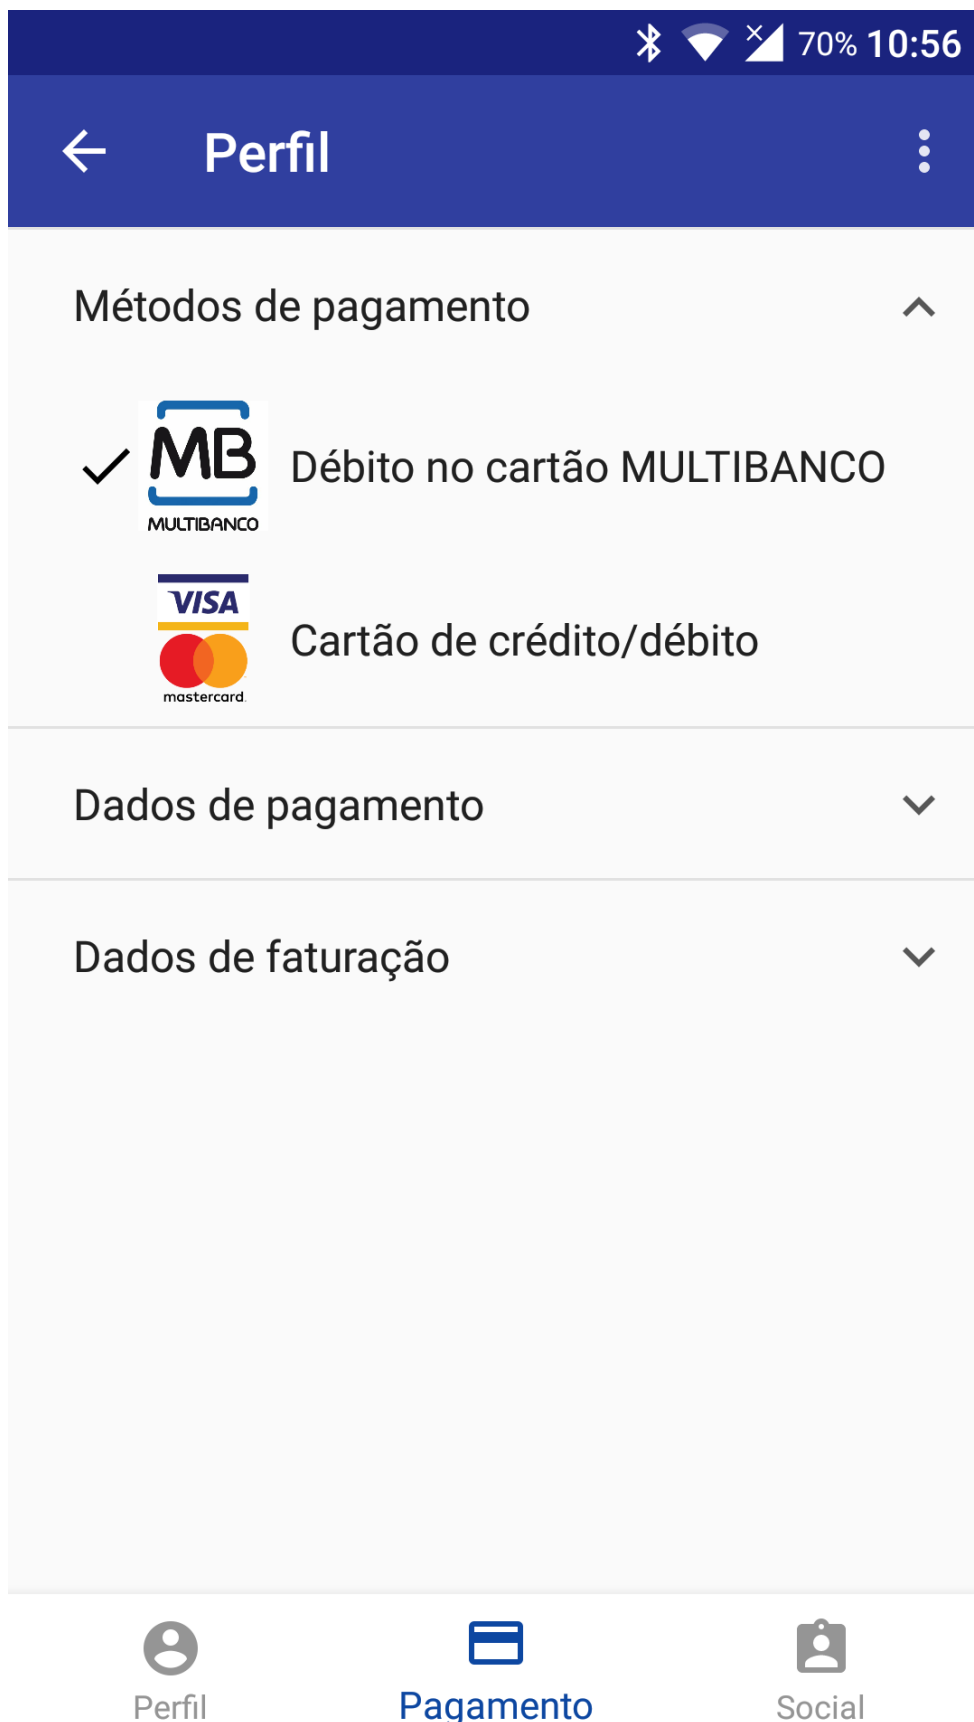 70% 10:56
Perfil
Métodos de pagamento
MB
MULTIBANCO
Débito no cartão MULTIBANCO
VISA
mastercard.
Cartão de crédito/débito
Dados de pagamento
Dados de faturação
Perfil
Pagamento
Social